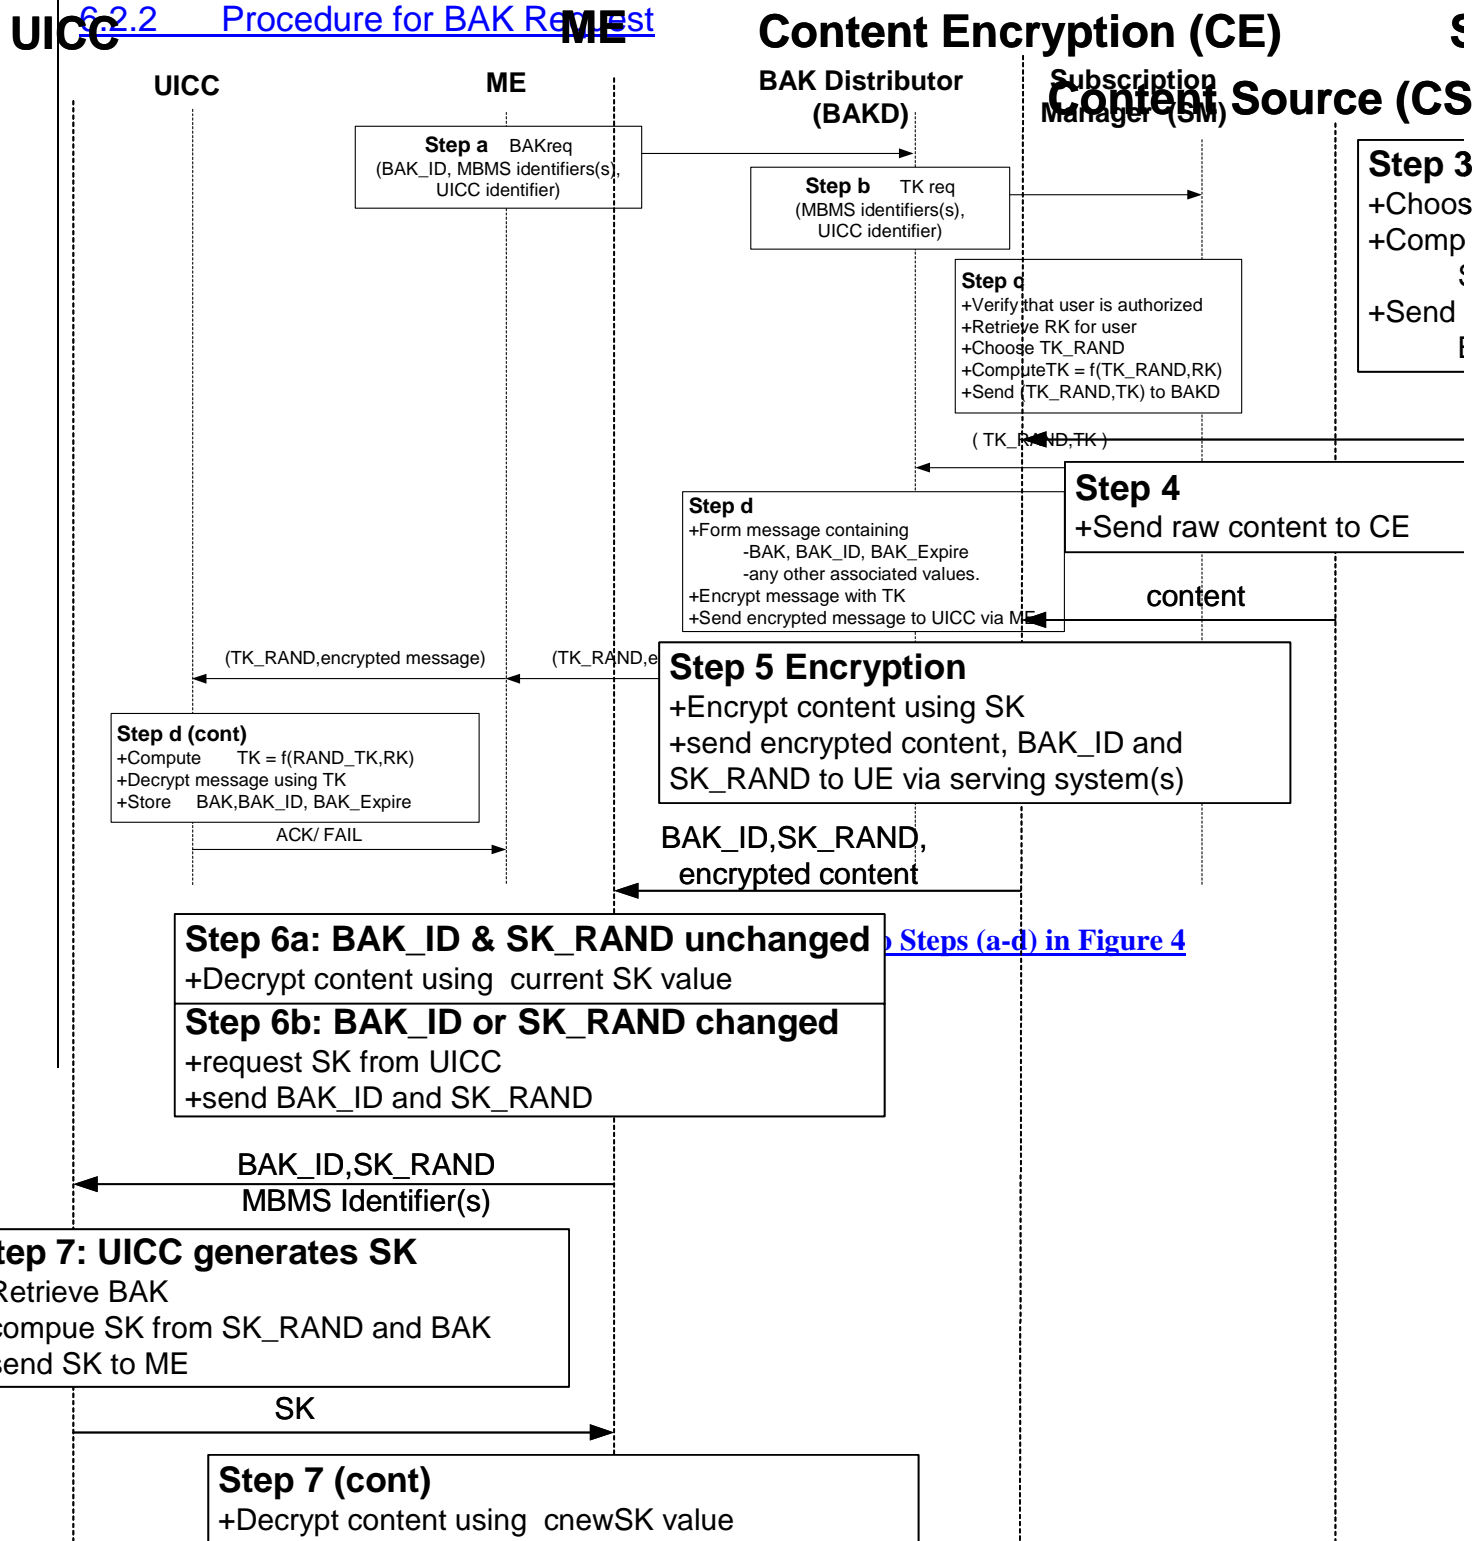 6.2.2 Procedure for BAK Request
UICC
ME
Content Encryption (CE)
Content Source (CS
UICC
ME
BAK Distributor
(BAKD)
Subscription
Manager (SM)
Step a BAKreq
(BAK_ID, MBMS identifiers(s),
UICC identifier)
Step b TK req
(MBMS identifiers(s),
UICC identifier)
Step 3
+Choos
+Comp
+Send
Step c
+Verify that user is authorized
+Retrieve RK for user
+Choose TK_RAND
+ComputeTK = f(TK_RAND,RK)
+Send (TK_RAND,TK) to BAKD
( TK_RAND,TK )
Step 4
+Send raw content to CE
Step d
+Form message containing
-BAK, BAK_ID, BAK_Expire
-any other associated values.
+Encrypt message with TK
+Send encrypted message to UICC via ME
content
(TK_RAND,encrypted message)
(TK_RAND,e
Step 5 Encryption
+Encrypt content using SK
+send encrypted content, BAK_ID and
SK_RAND to UE via serving system(s)
Step d (cont)
+Compute TK = f(RAND_TK,RK)
+Decrypt message using TK
+Store BAK,BAK_ID, BAK_Expire
ACK/ FAIL
BAK_ID,SK_RAND,
encrypted content
Steps (a-d) in Figure 4
Step 6a: BAK_ID & SK_RAND unchanged
+Decrypt content using current SK value
Step 6b: BAK_ID or SK_RAND changed
+request SK from UICC
+send BAK_ID and SK_RAND
BAK_ID,SK_RAND
MBMS Identifier(s)
tep 7: UICC generates SK
Retrieve BAK
compue SK from SK_RAND and BAK
send SK to ME
SK
Step 7 (cont)
+Decrypt content using cnewSK value